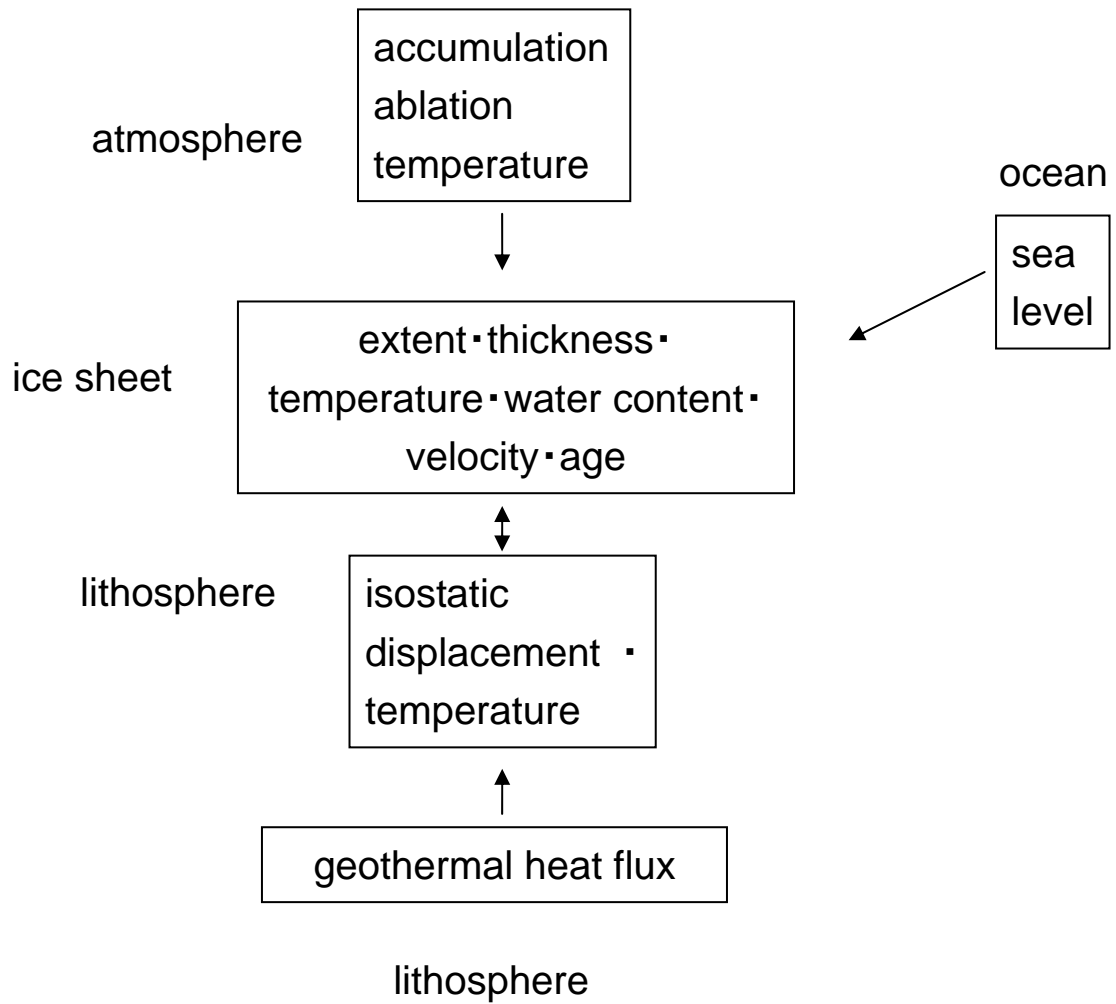 accumulation
ablation
temperature
atmosphere
ocean
sea
level
ice sheet
extent▪thickness▪
temperature▪water content▪
velocity▪age
lithosphere
isostatic
displacement ▪
temperature
geothermal heat flux
lithosphere